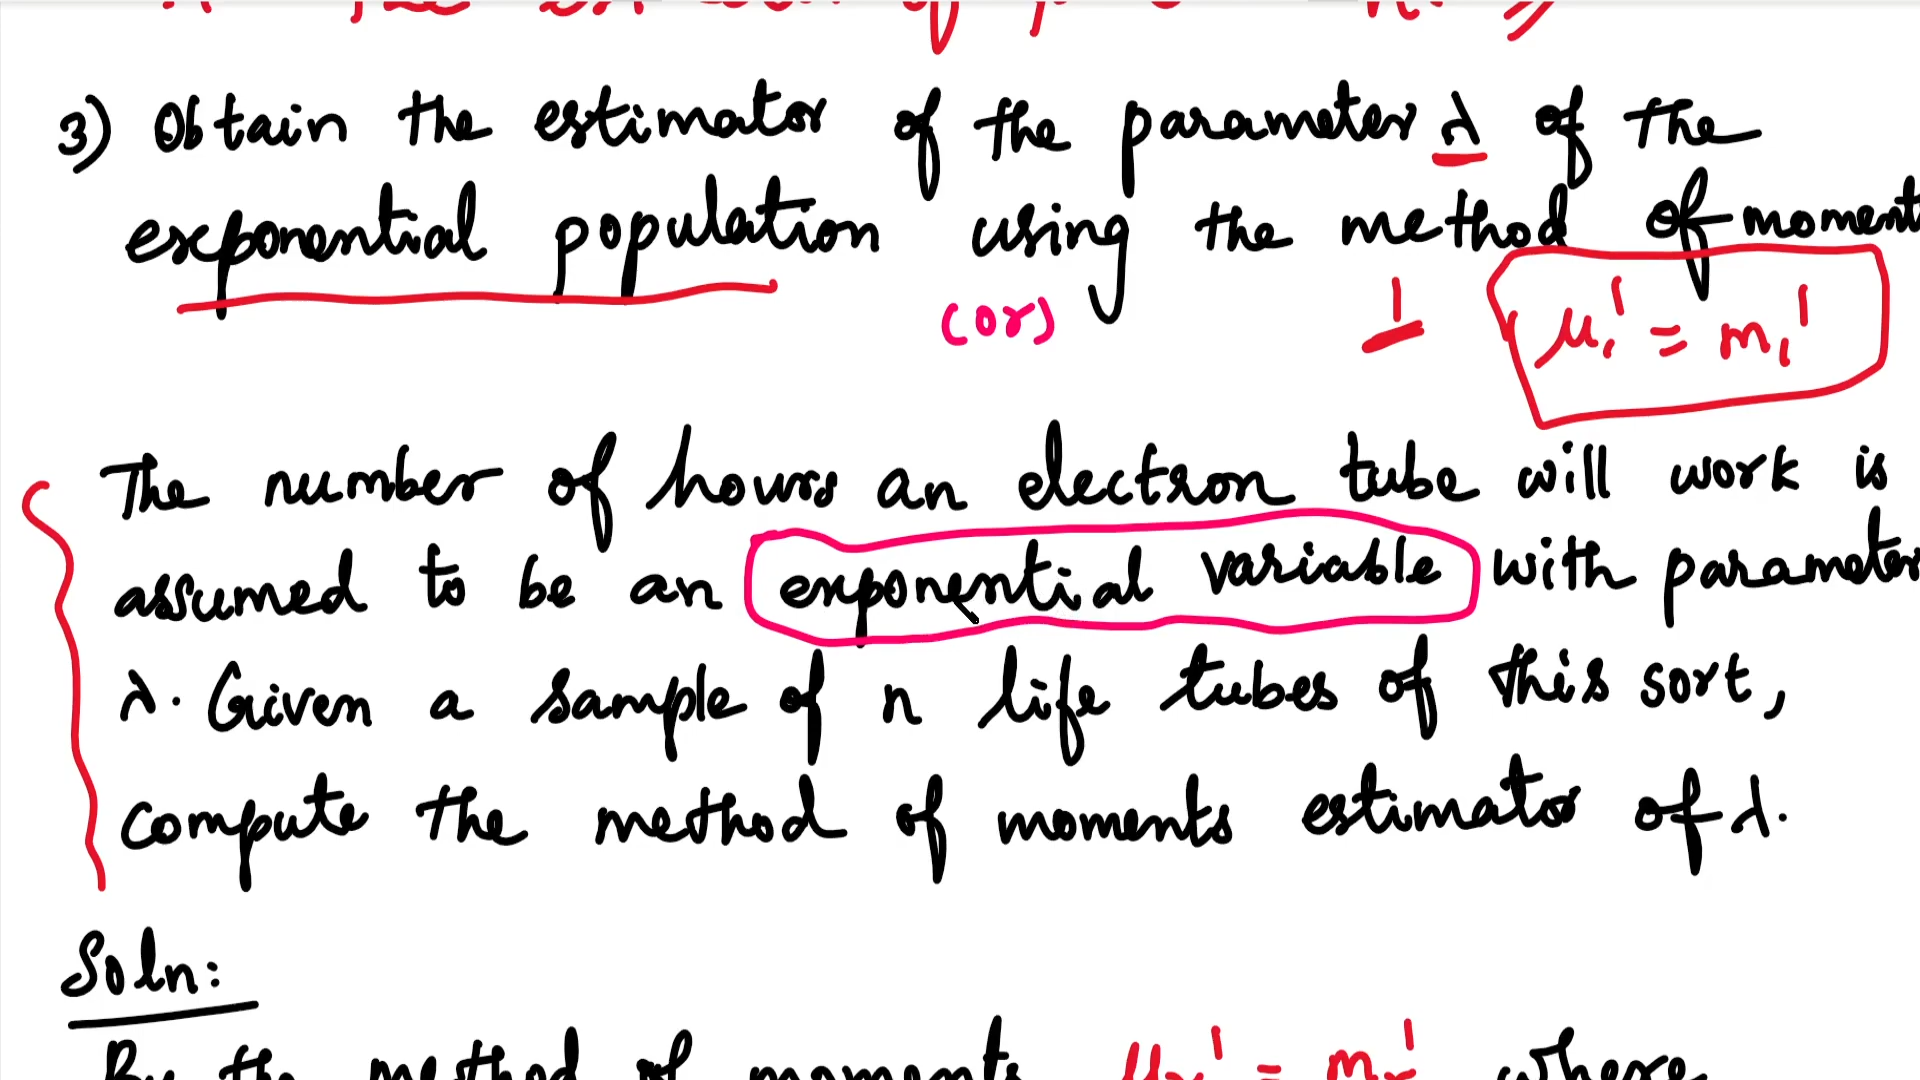 3) Obtain the estimator of the parameter λ of the
exponential population using the method of moments
(or)
1
μ₁' = m₁'
The number of hours an electron tube will work is
assumed to be an exponential variable with parameter
λ. Given a sample of n life tubes of this sort,
compute the method of moments estimator of λ.
Soln:
By the method of moments μᵣ' = mᵣ' where